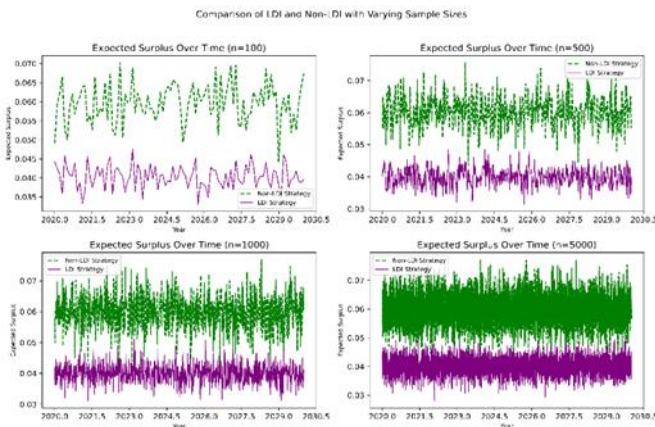 Comparison of LDI and Non-LDI with Varying Sample Sizes
Expected Surplus Over Time (n=100)
0.070
0.065
0.060
0.055
0.050
0.045
0.040
0.035
Expected Surplus
Non-LDI Strategy
LDI Strategy
2020.0 2021.5 2023.0 2024.5 2026.0 2027.5 2029.0 2030.5
Year
Expected Surplus Over Time (n=500)
0.07
0.06
0.05
0.04
0.03
Expected Surplus
Non-LDI Strategy
LDI Strategy
2020.0 2021.5 2023.0 2024.5 2026.0 2027.5 2029.0 2030.5
Year
Expected Surplus Over Time (n=1000)
0.07
0.06
0.05
0.04
0.03
Expected Surplus
Non-LDI Strategy
LDI Strategy
2020.0 2021.5 2023.0 2024.5 2026.0 2027.5 2029.0 2030.5
Year
Expected Surplus Over Time (n=5000)
0.07
0.06
0.05
0.04
0.03
Expected Surplus
Non-LDI Strategy
LDI Strategy
2020.0 2021.5 2023.0 2024.5 2026.0 2027.5 2029.0 2030.5
Year